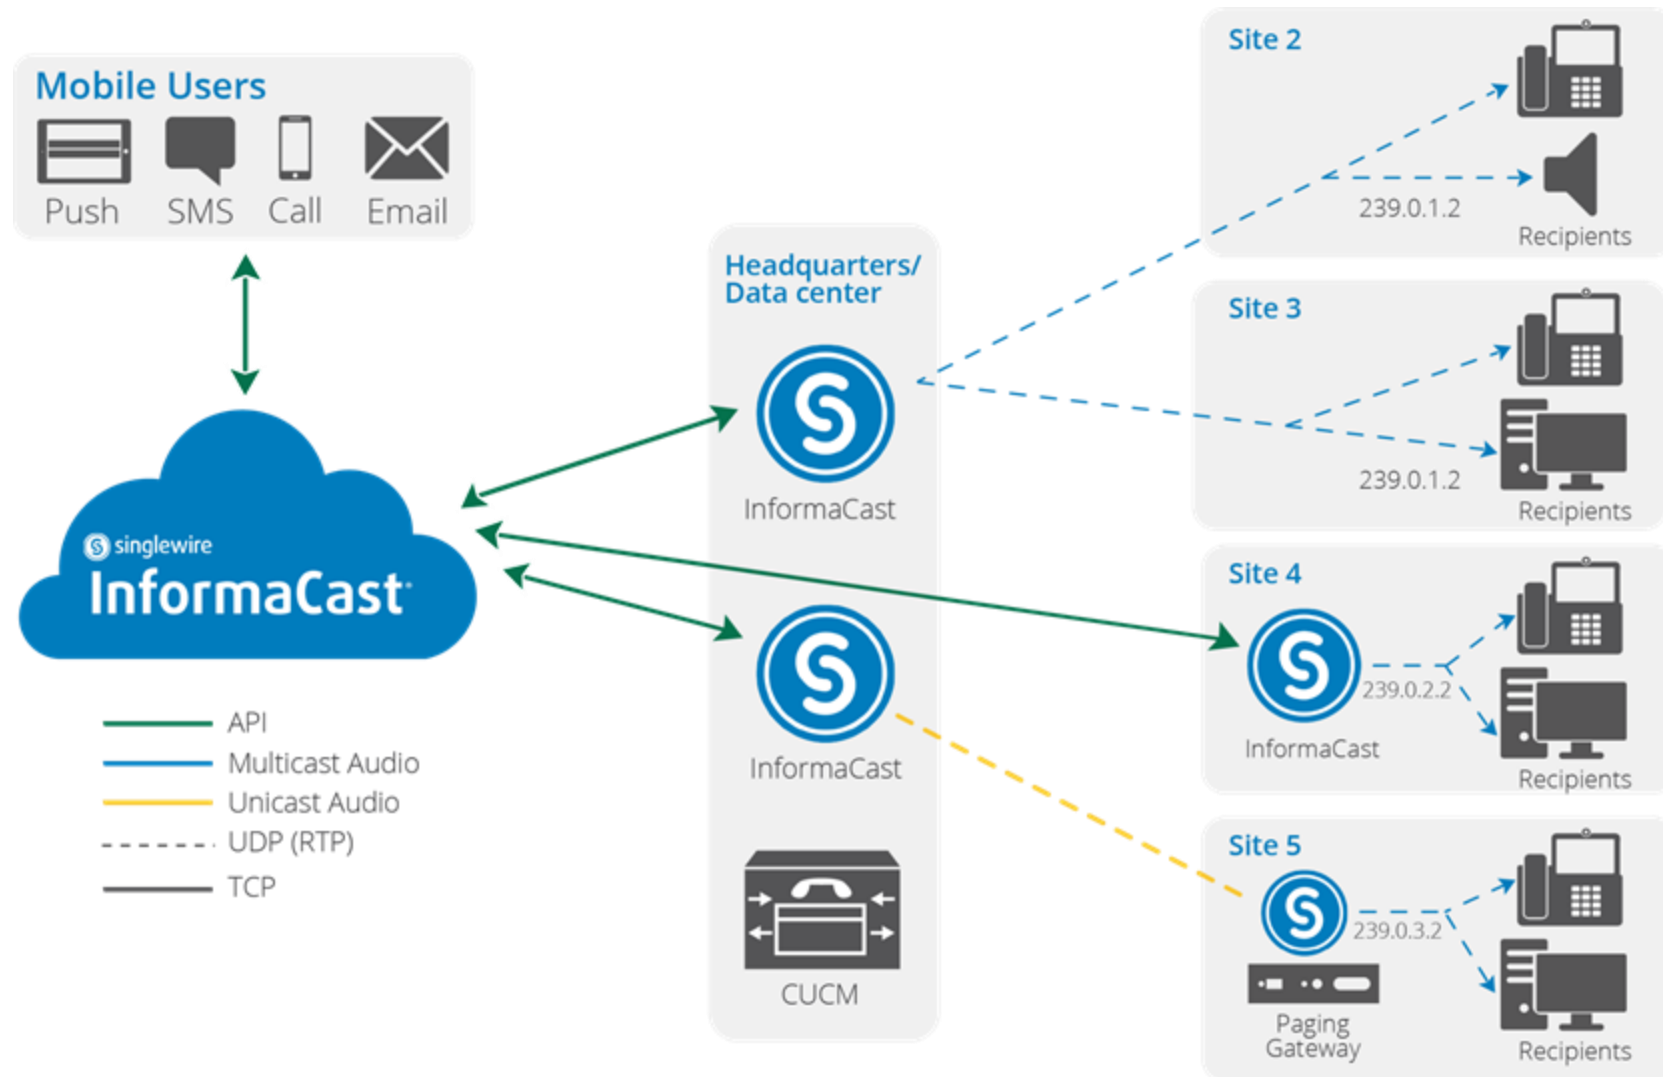 Mobile Users
Push
SMS
Call
Email
singlewire
InformaCast
API
Multicast Audio
Unicast Audio
UDP (RTP)
TCP
Headquarters/
Data center
InformaCast
InformaCast
CUCM
Site 2
239.0.1.2
Recipients
Site 3
239.0.1.2
Recipients
Site 4
InformaCast
239.0.2.2
Recipients
Site 5
239.0.3.2
Paging
Gateway
Recipients